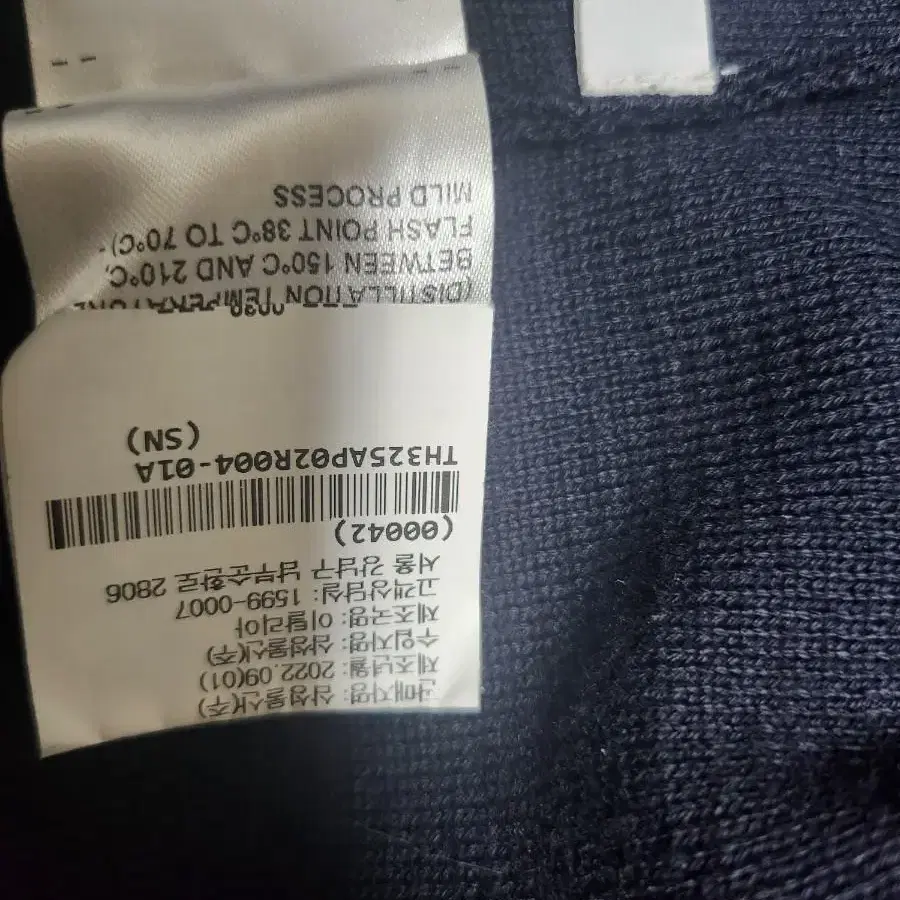 판매자명: 삼성물산(주)
제조년월: 2022.09(01)
수입자명: 삼성물산(주)
제조국명: 이탈리아
고객상담실: 1599-0007
서울 강남구 남부순환로 2806
(00042)
TH325AP02R004-01A
(SN)
(DISTILLATION TEMPERATURE
BETWEEN 150°C AND 210°C,
FLASH POINT 38°C TO 70°C)-
MILD PROCESS